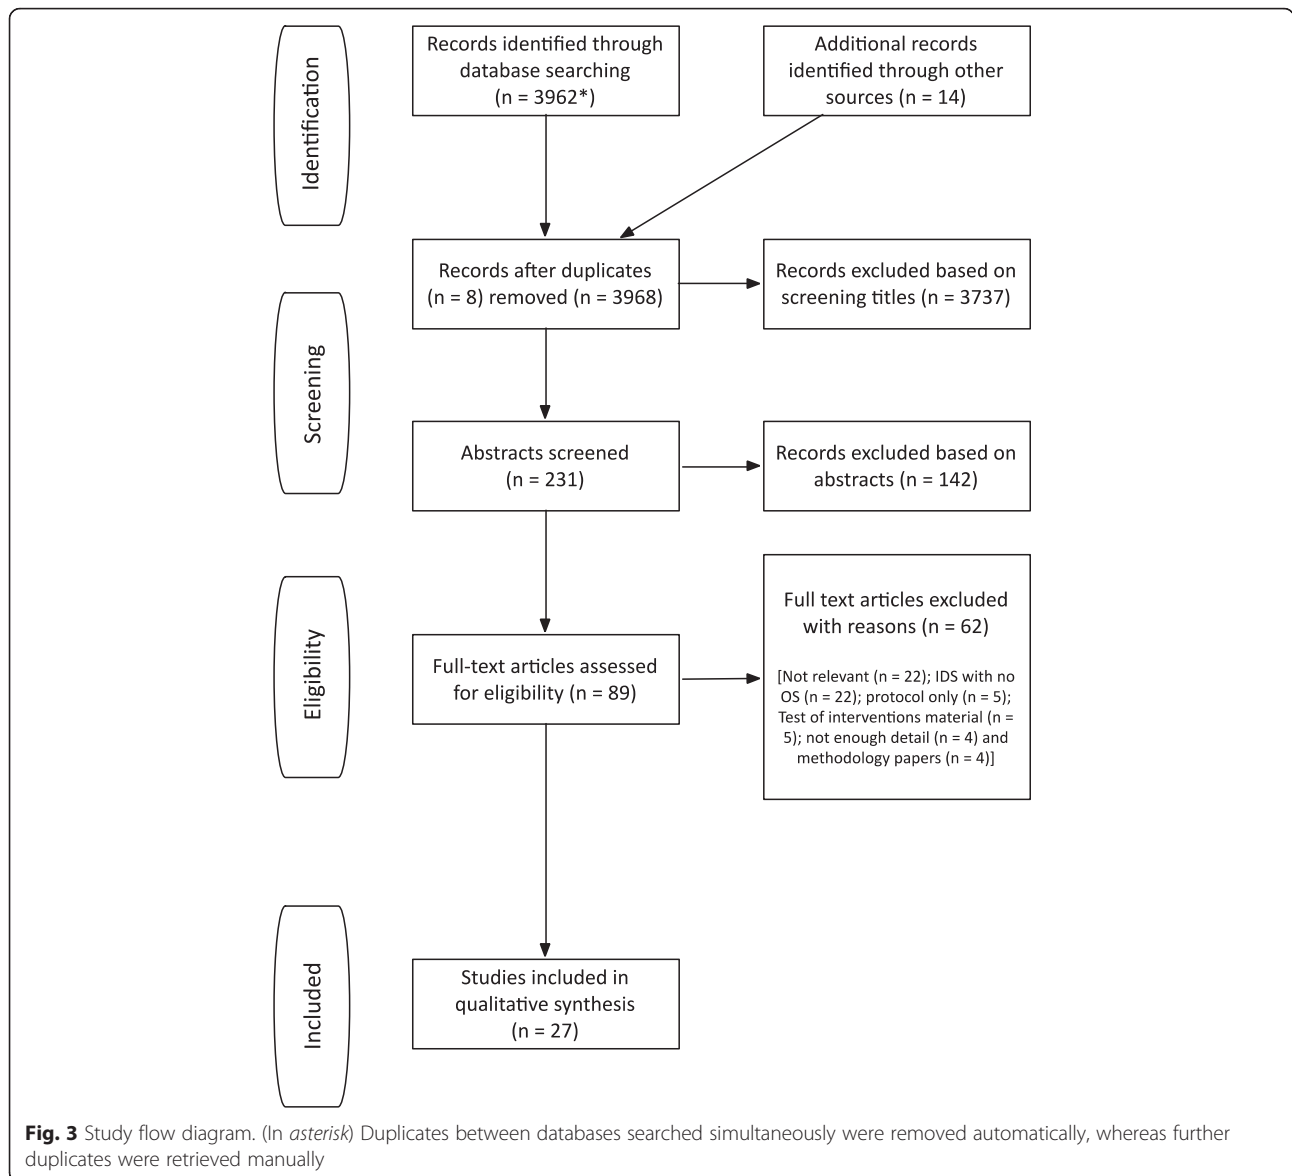 Identification
Records identified through
database searching
(n = 3962*)
Additional records
identified through other
sources (n = 14)
Records after duplicates
(n = 8) removed (n = 3968)
Records excluded based on
screening titles (n = 3737)
Screening
Abstracts screened
(n = 231)
Records excluded based on
abstracts (n = 142)
Eligibility
Full-text articles assessed
for eligibility (n = 89)
Full text articles excluded
with reasons (n = 62)
[Not relevant (n = 22); IDS with no
OS (n = 22); protocol only (n = 5);
Test of interventions material (n =
5); not enough detail (n = 4) and
methodology papers (n = 4)]
Included
Studies included in
qualitative synthesis
(n = 27)
Fig. 3 Study flow diagram. (In asterisk) Duplicates between databases searched simultaneously were removed automatically, whereas further
duplicates were retrieved manually